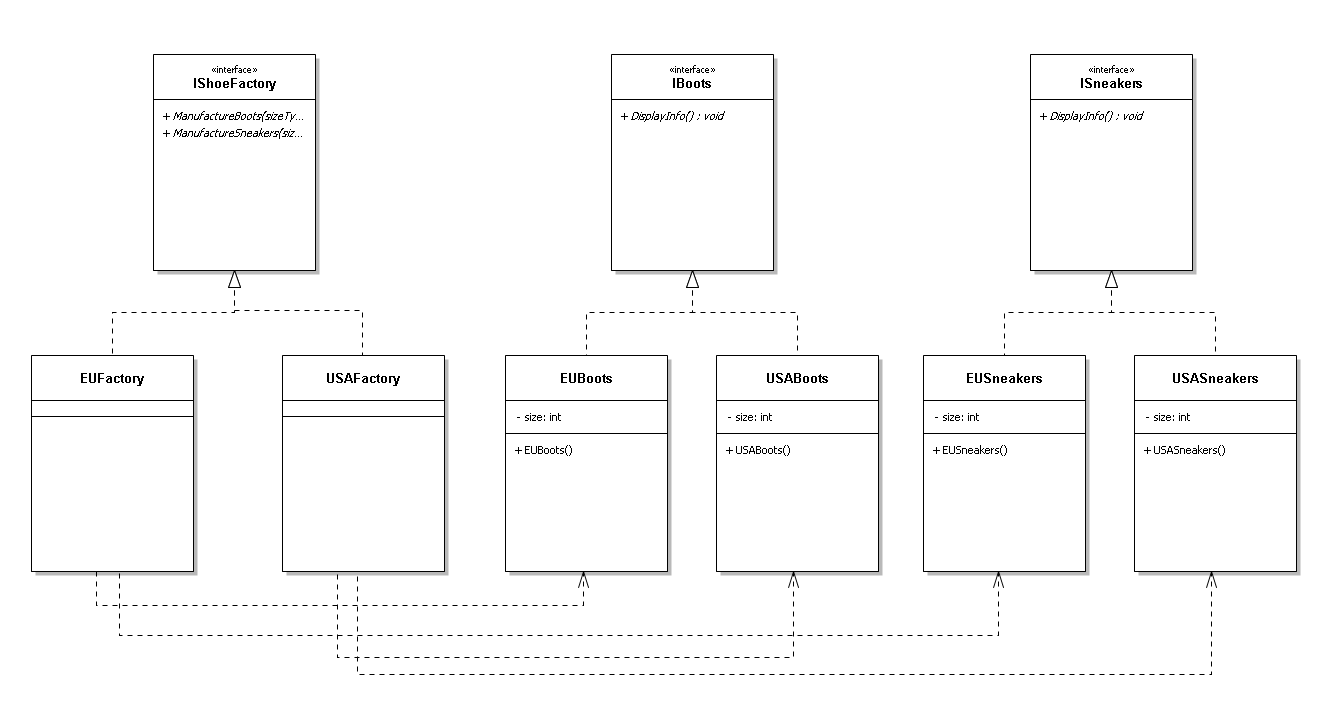 «interface»
IShoeFactory
+ ManufactureBoots(sizeTy...
+ ManufactureSneakers(siz...
«interface»
IBoots
+ DisplayInfo() : void
«interface»
ISneakers
+ DisplayInfo() : void
EUFactory
USAFactory
EUBoots
- size: int
+ EUBoots()
USABoots
- size: int
+ USABoots()
EUSneakers
- size: int
+ EUSneakers()
USASneakers
- size: int
+ USASneakers()